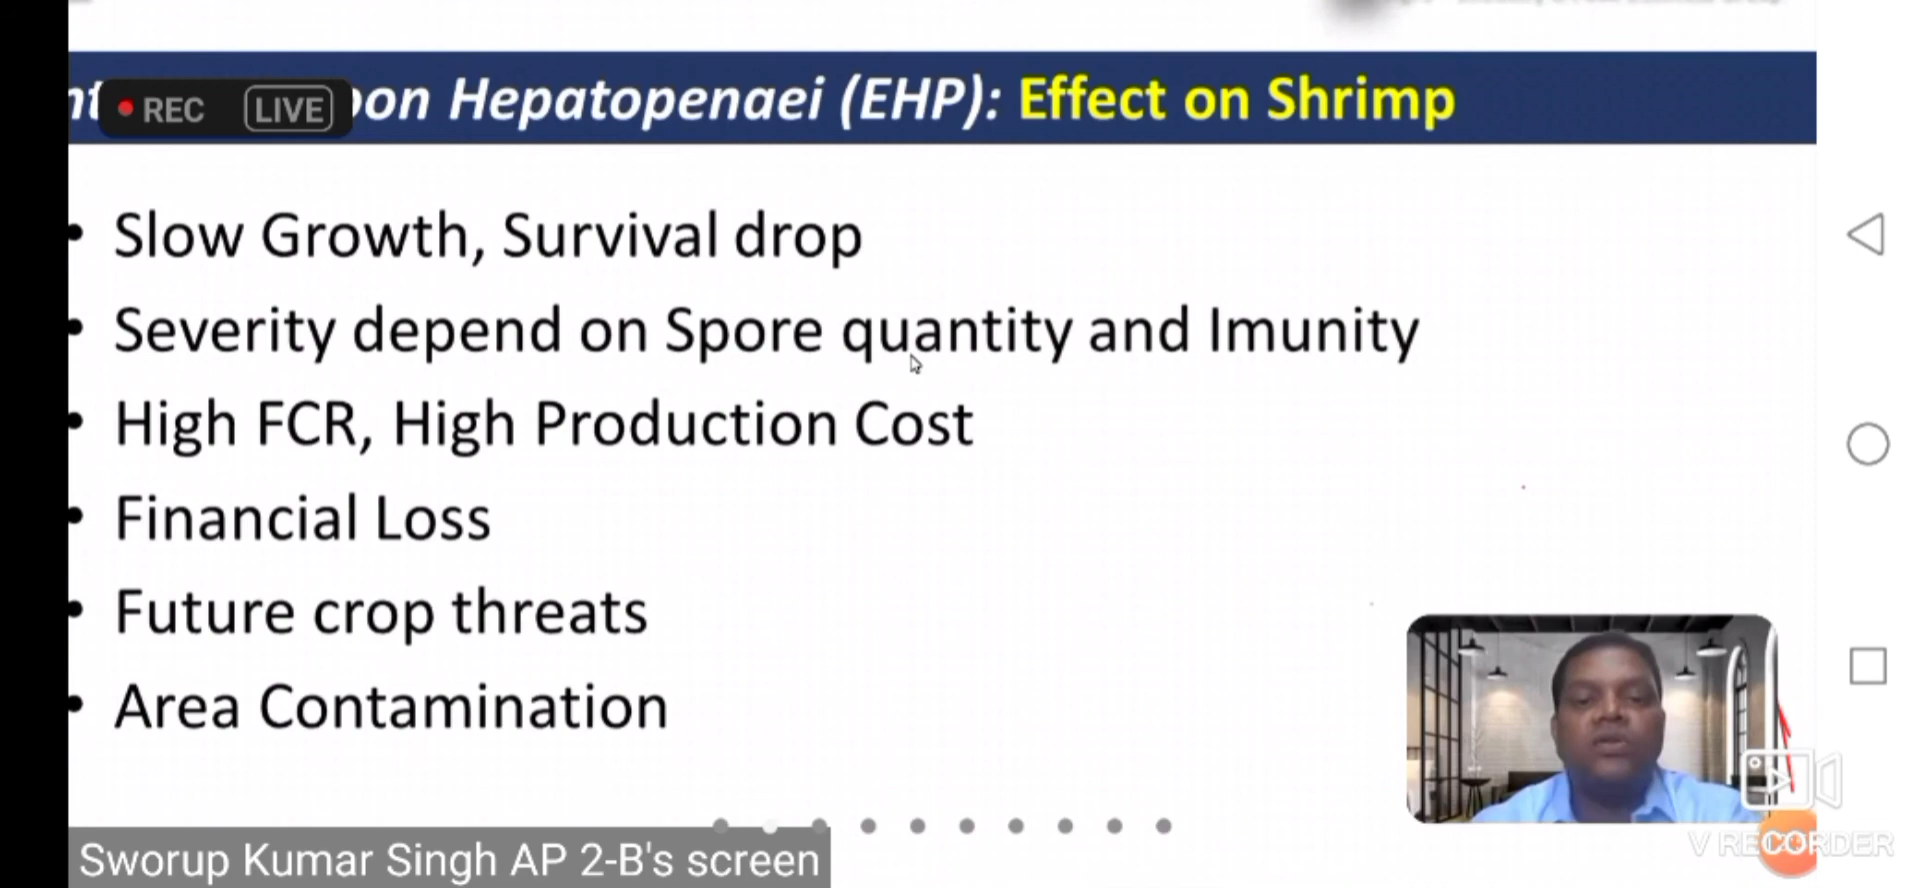 REC LIVE Hepatopenaei (EHP): Effect on Shrimp
• Slow Growth, Survival drop
• Severity depend on Spore quantity and Imunity
• High FCR, High Production Cost
• Financial Loss
• Future crop threats
• Area Contamination
Sworup Kumar Singh AP 2-B's screen
V RECORDER